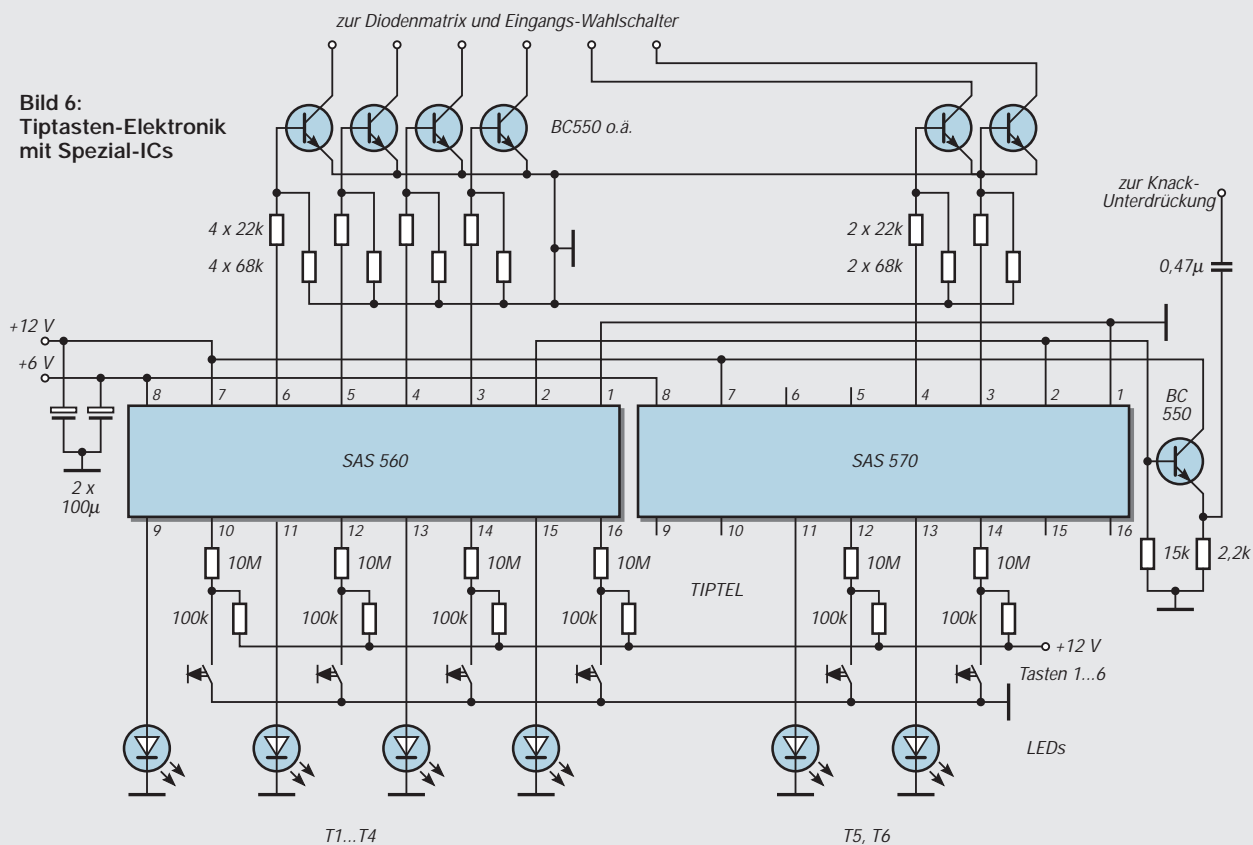 zur Diodenmatrix und Eingangs-Wahlschalter
Bild 6:
Tiptasten-Elektronik
mit Spezial-ICs
BC550 o.ä.
zur Knack-
Unterdrückung
4 x 22k
2 x 22k
4 x 68k
2 x 68k
0,47µ
+12 V
+6 V
8 7 6 5 4 3 2 1 8 7 6 5 4 3 2 1
BC
550
SAS 560
SAS 570
2 x
100µ
9 10 11 12 13 14 15 16 9 10 11 12 13 14 15 16
10M 10M 10M 10M 10M 10M
15k 2,2k
TIPTEL
100k 100k 100k 100k 100k 100k
+12 V
Tasten 1...6
LEDs
T1...T4
T5, T6